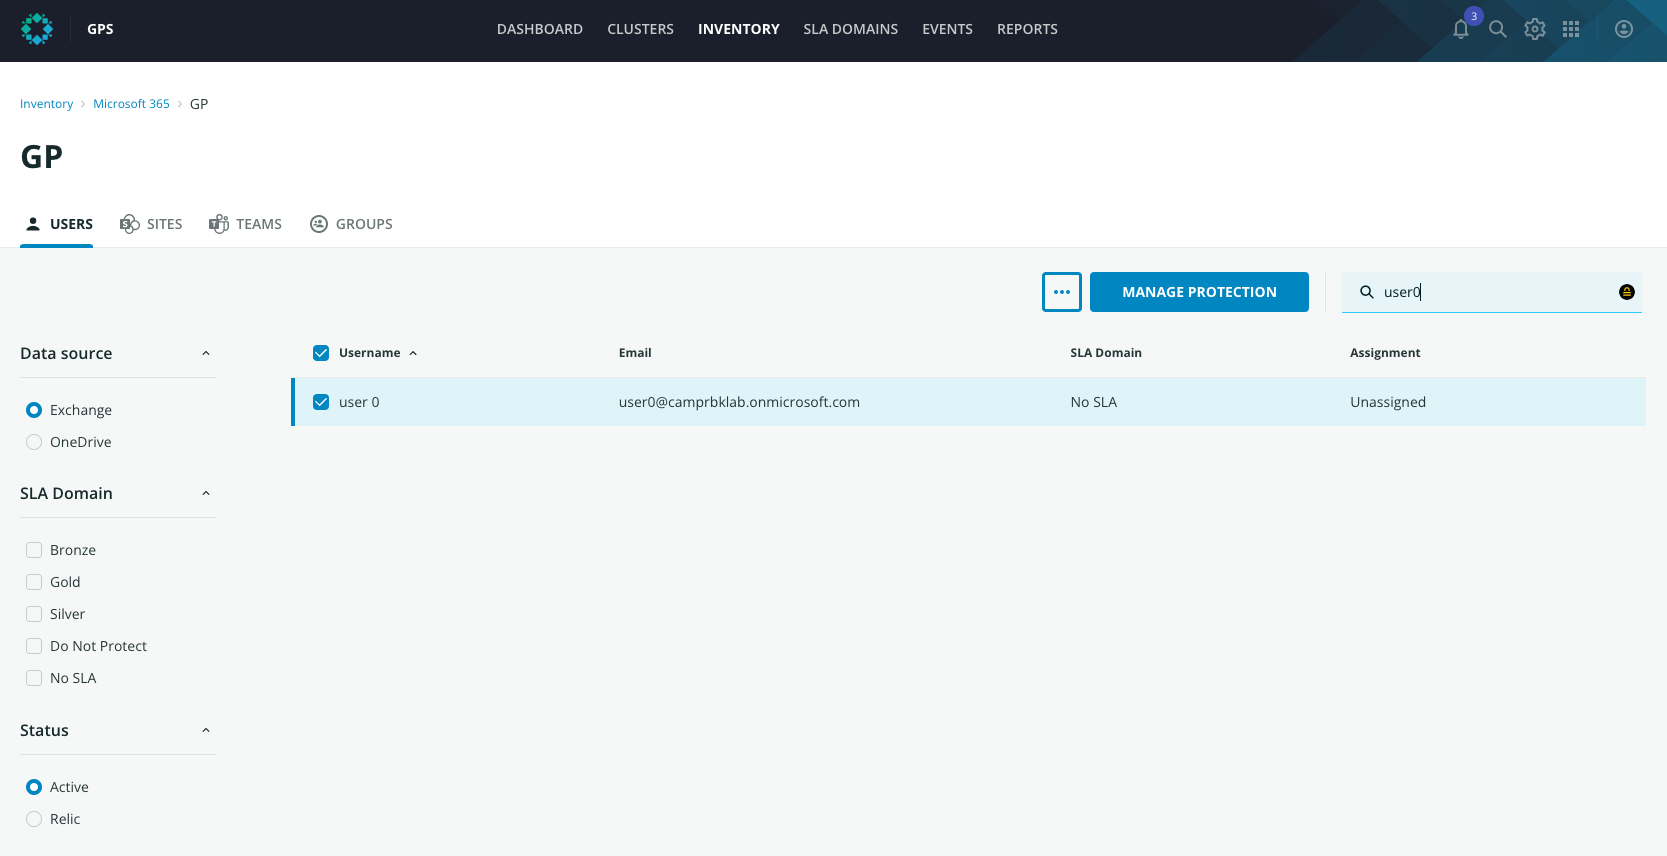 GPS
DASHBOARD CLUSTERS INVENTORY SLA DOMAINS EVENTS REPORTS
3
Inventory › Microsoft 365 › GP
GP
USERS SITES TEAMS GROUPS
··· MANAGE PROTECTION user0
Data source
Exchange
OneDrive
SLA Domain
Bronze
Gold
Silver
Do Not Protect
No SLA
Status
Active
Relic
Username Email SLA Domain Assignment
user 0 user0@camprbklab.onmicrosoft.com No SLA Unassigned